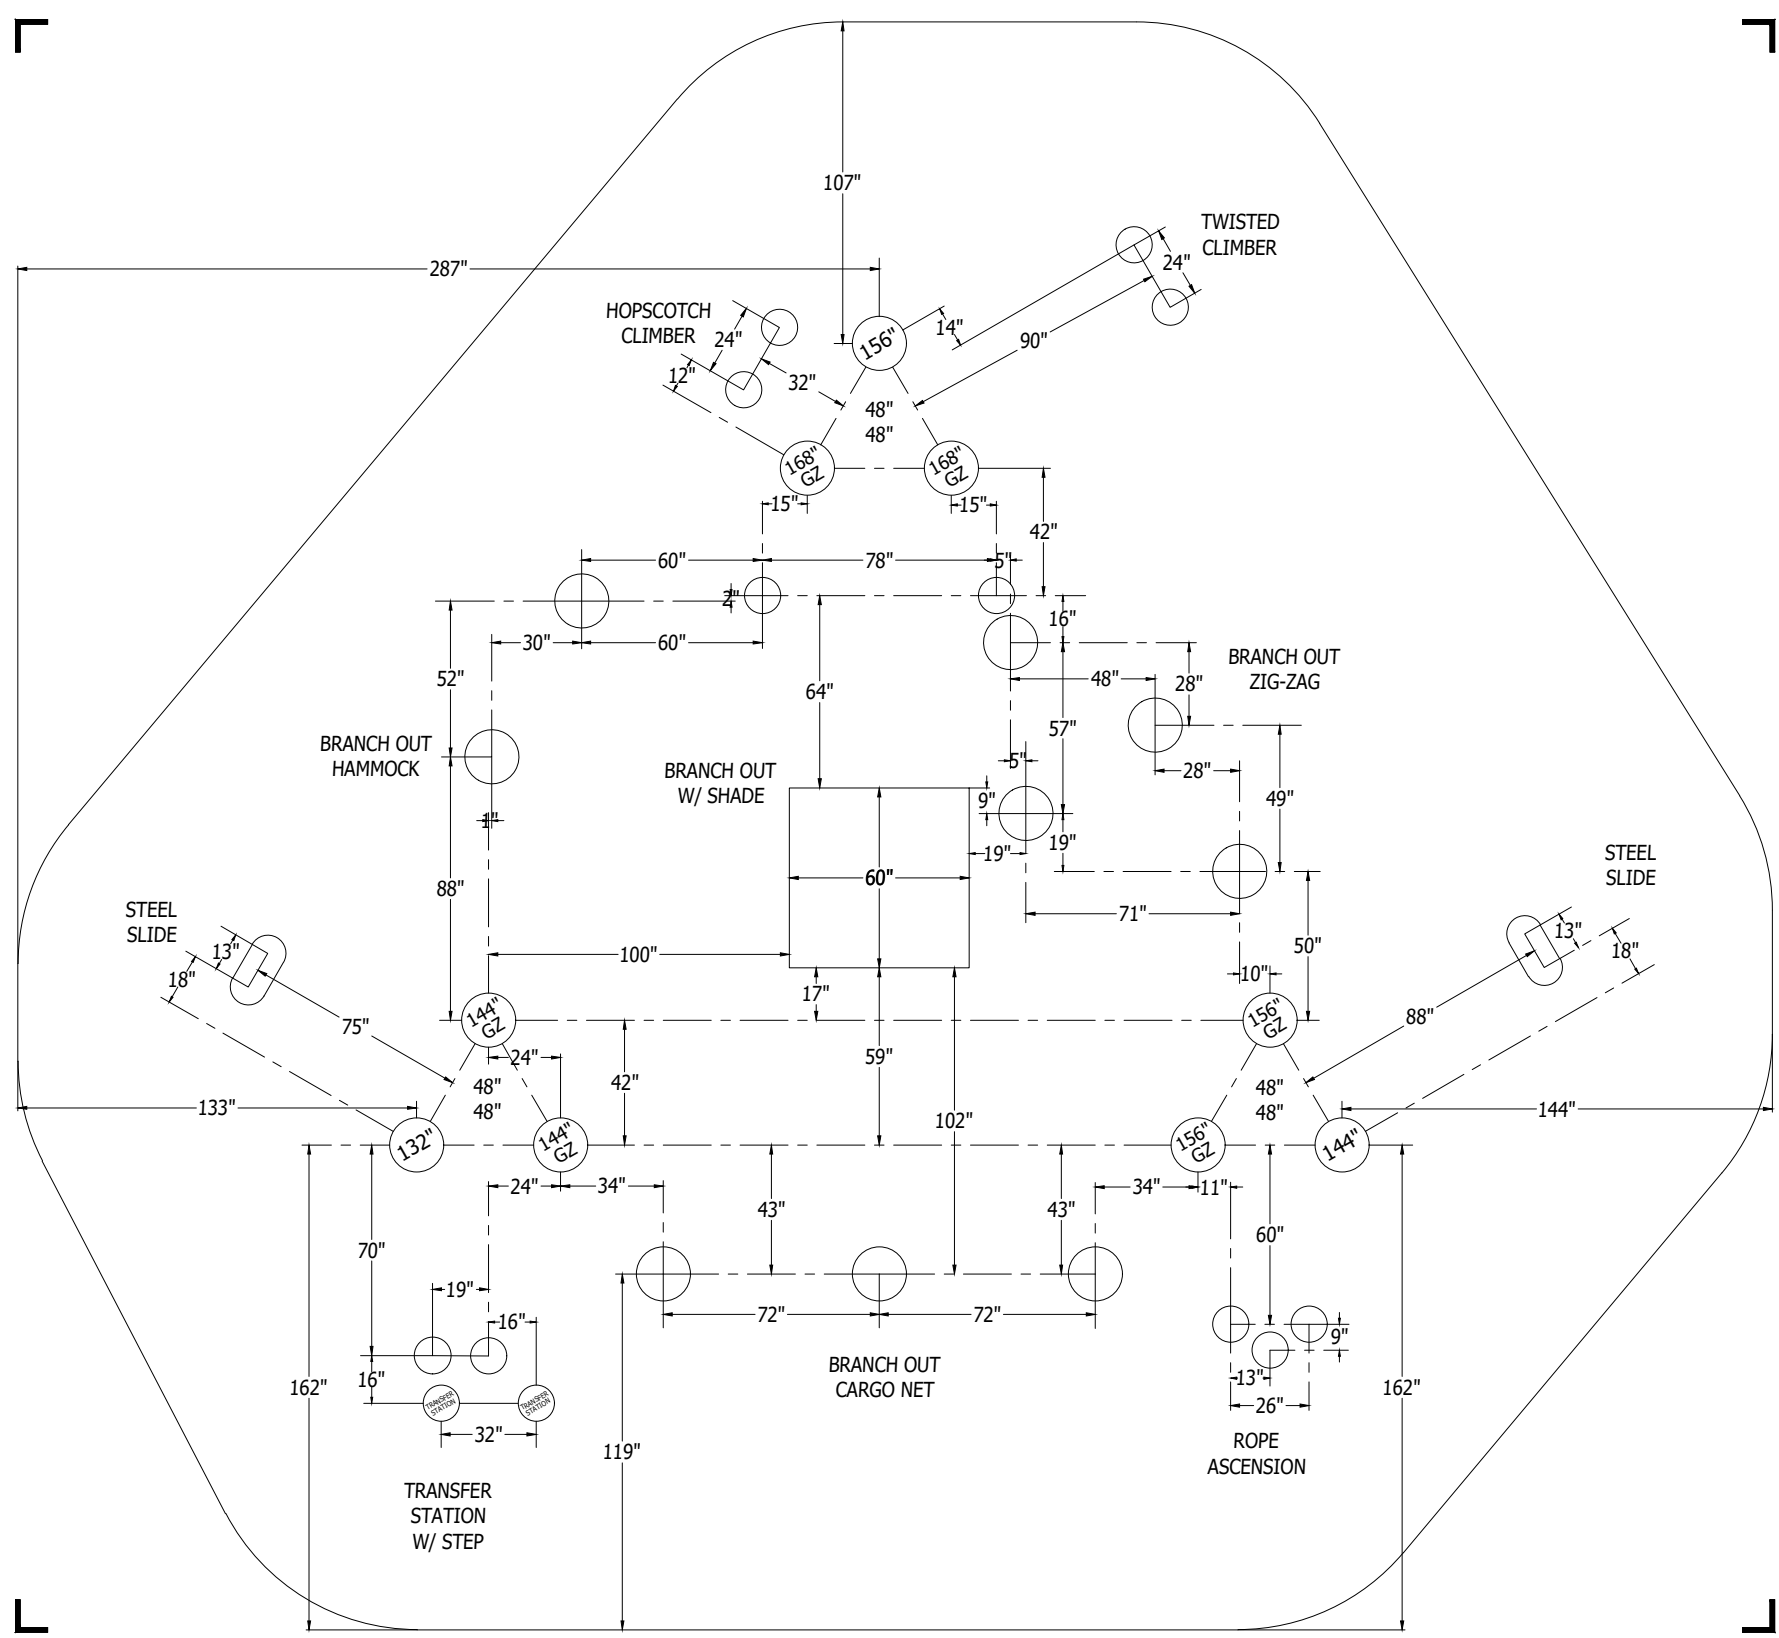 107"
TWISTED
CLIMBER
24"
287"
HOPSCOTCH
CLIMBER
24"
12"
32"
156"
14"
90"
48"
48"
168"
GZ
168"
GZ
15"
15"
42"
60"
78"
5"
2"
16"
30"
60"
52"
64"
48"
28"
BRANCH OUT
ZIG-ZAG
57"
BRANCH OUT
HAMMOCK
BRANCH OUT
W/ SHADE
5"
28"
9"
49"
1"
19"
19"
60"
88"
71"
STEEL
SLIDE
STEEL
SLIDE
13"
18"
13"
18"
100"
50"
10"
17"
144"
GZ
156"
GZ
75"
88"
24"
59"
42"
48"
48"
48"
48"
133"
102"
144"
132"
144"
GZ
156"
GZ
144"
24"
34"
34"
11"
43"
43"
60"
70"
19"
16"
72"
72"
9"
16"
13"
26"
162"
BRANCH OUT
CARGO NET
162"
TRANSFER
STATION
TRANSFER
STATION
32"
119"
ROPE
ASCENSION
TRANSFER
STATION
W/ STEP